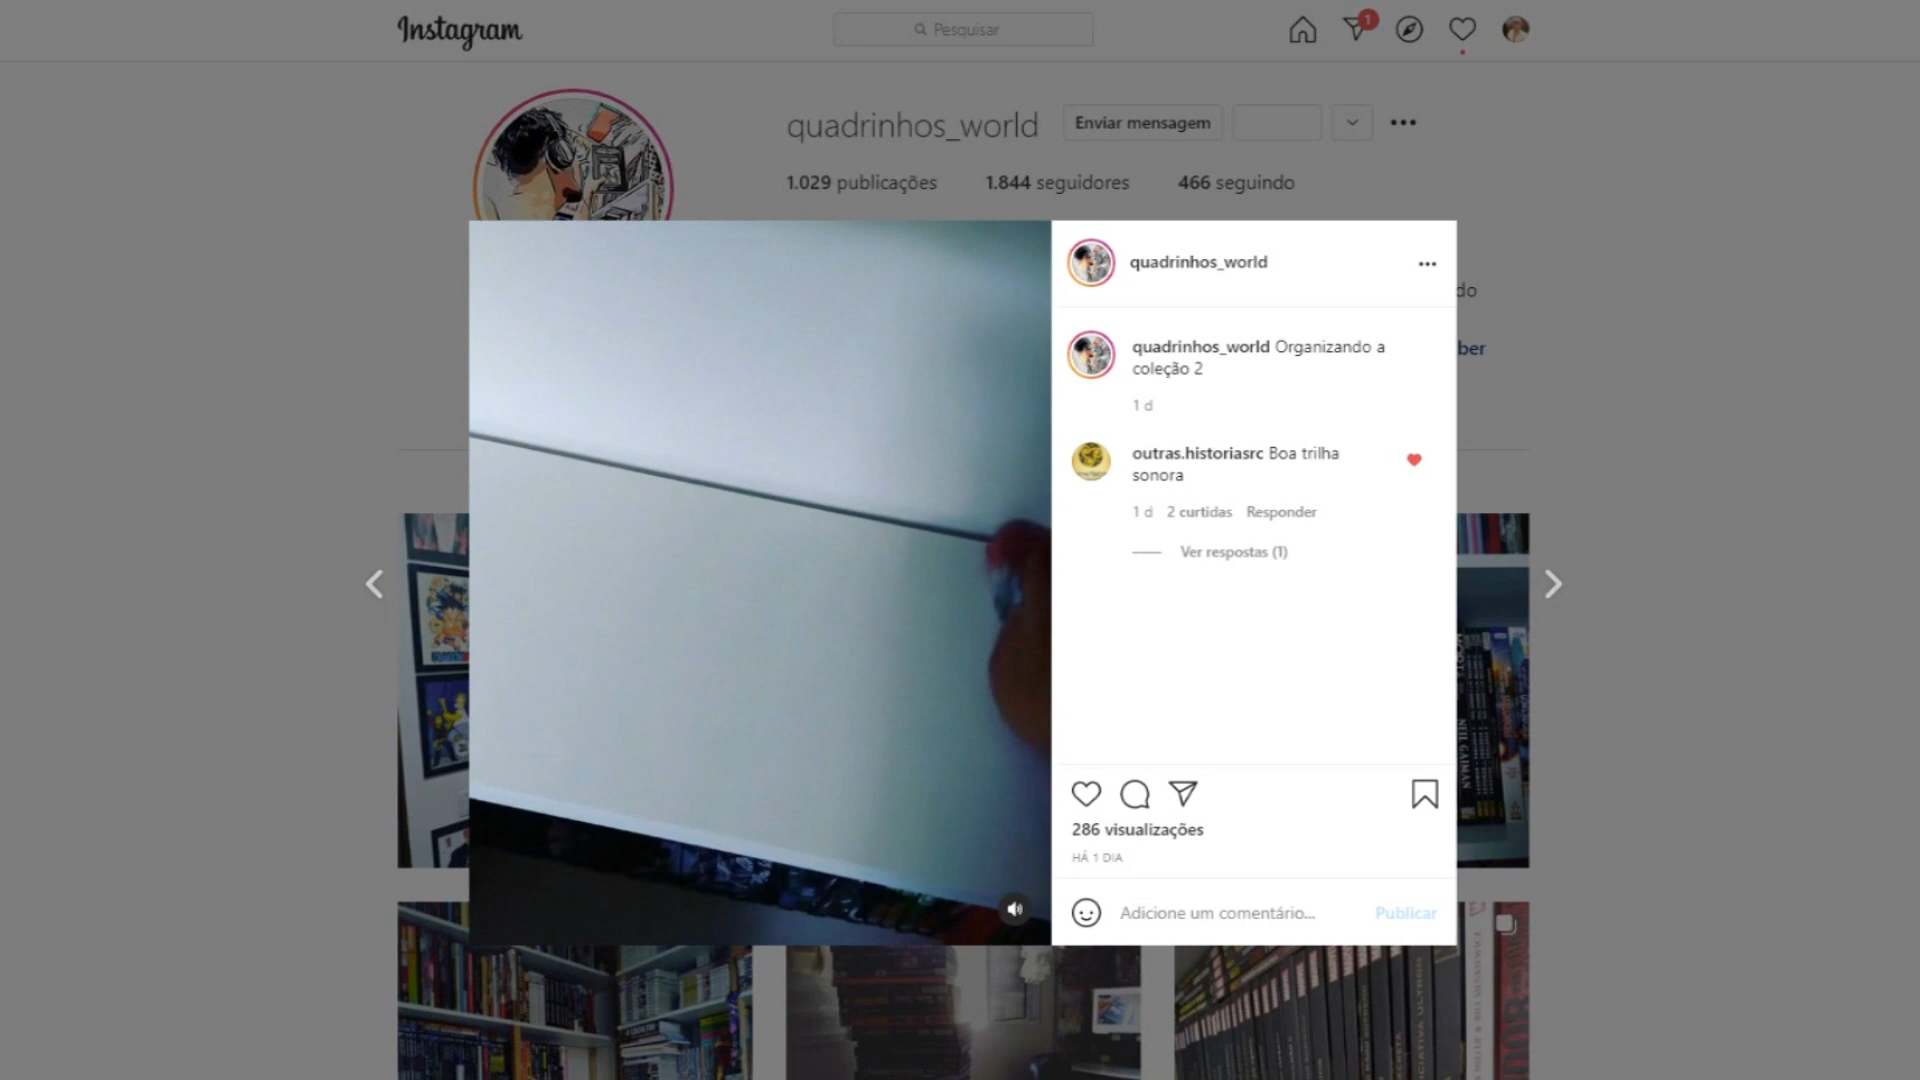 Instagram
Pesquisar
1
quadrinhos_world
Enviar mensagem
1.029 publicações
1.844 seguidores
466 seguindo
do
ber
quadrinhos_world
quadrinhos_world Organizando a
coleção 2
1 d
outras.historiasrc Boa trilha
sonora
1 d
2 curtidas
Responder
Ver respostas (1)
NEIL GAIMAN
286 visualizações
HÁ 1 DIA
Adicione um comentário...
Publicar